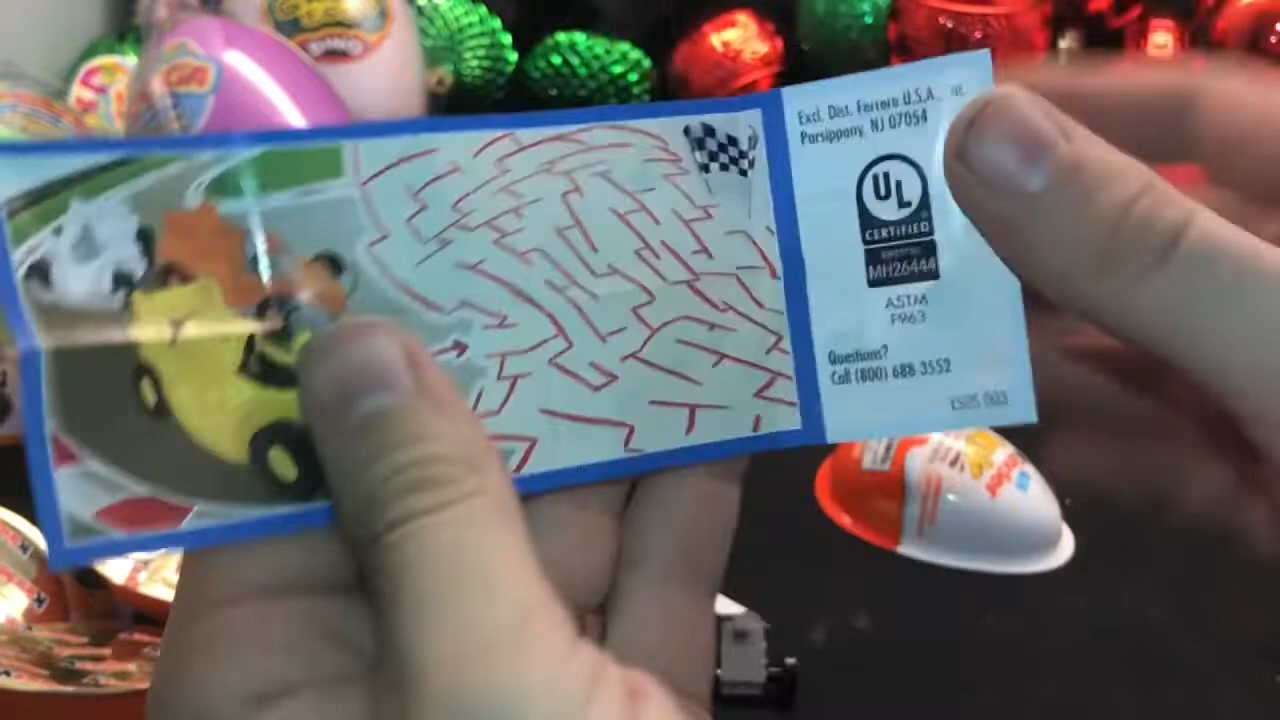 Excl. Dist. Ferrero U.S.A.,
Parsippany, NJ 07054
UL
®
CERTIFIED
MH26444
ASTM
F963
Questions?
Call (800) 688-3552